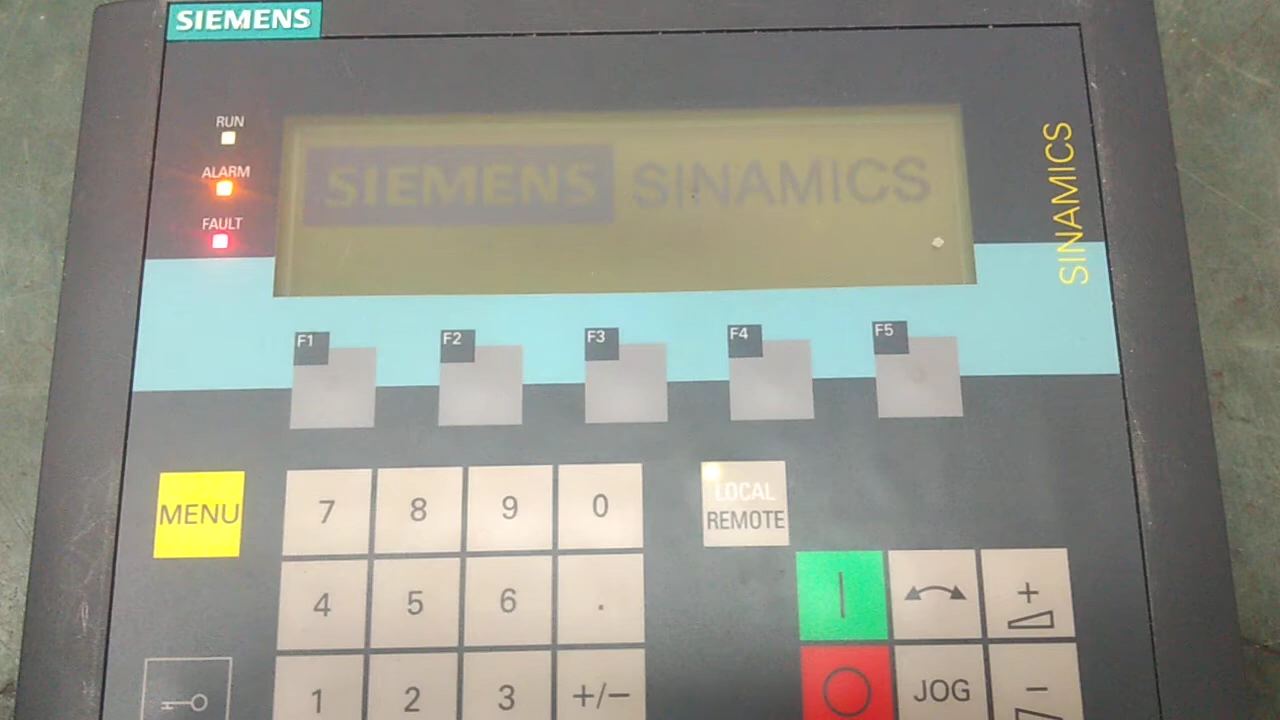 SIEMENS
RUN
ALARM
FAULT
SIEMENS SINAMICS
SINAMICS
F1 F2 F3 F4 F5
MENU
7 8 9 0
LOCAL
REMOTE
4 5 6 .
+
1 2 3 +/-
JOG
-